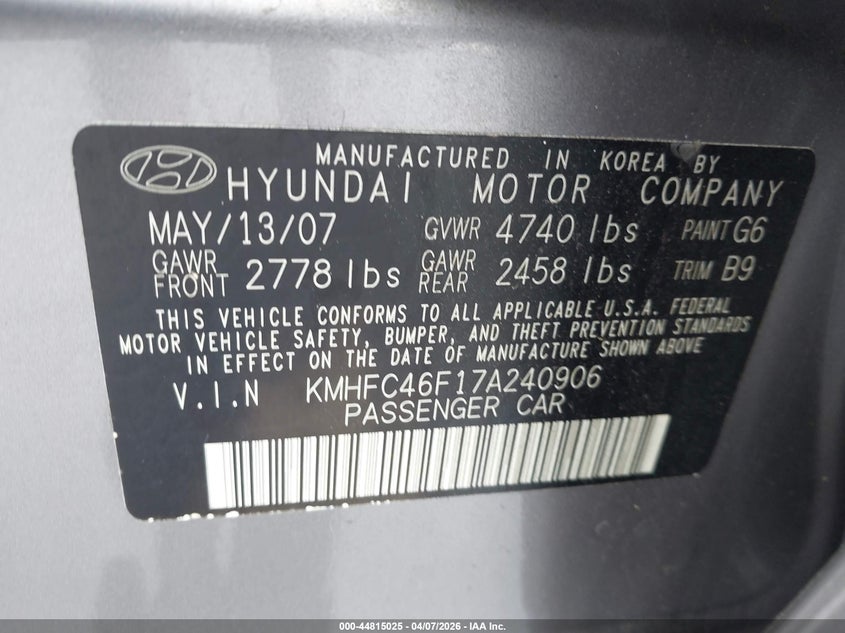 MANUFACTURED IN KOREA BY
HYUNDAI MOTOR COMPANY
MAY/13/07 GVWR 4740 lbs PAINT G6
GAWR FRONT 2778 lbs GAWR REAR 2458 lbs TRIM B9
THIS VEHICLE CONFORMS TO ALL APPLICABLE U.S.A. FEDERAL
MOTOR VEHICLE SAFETY, BUMPER, AND THEFT PREVENTION STANDARDS
IN EFFECT ON THE DATE OF MANUFACTURE SHOWN ABOVE
V.I.N KMHFC46F17A240906
PASSENGER CAR
000-44815025 - 04/07/2026 - IAA Inc.